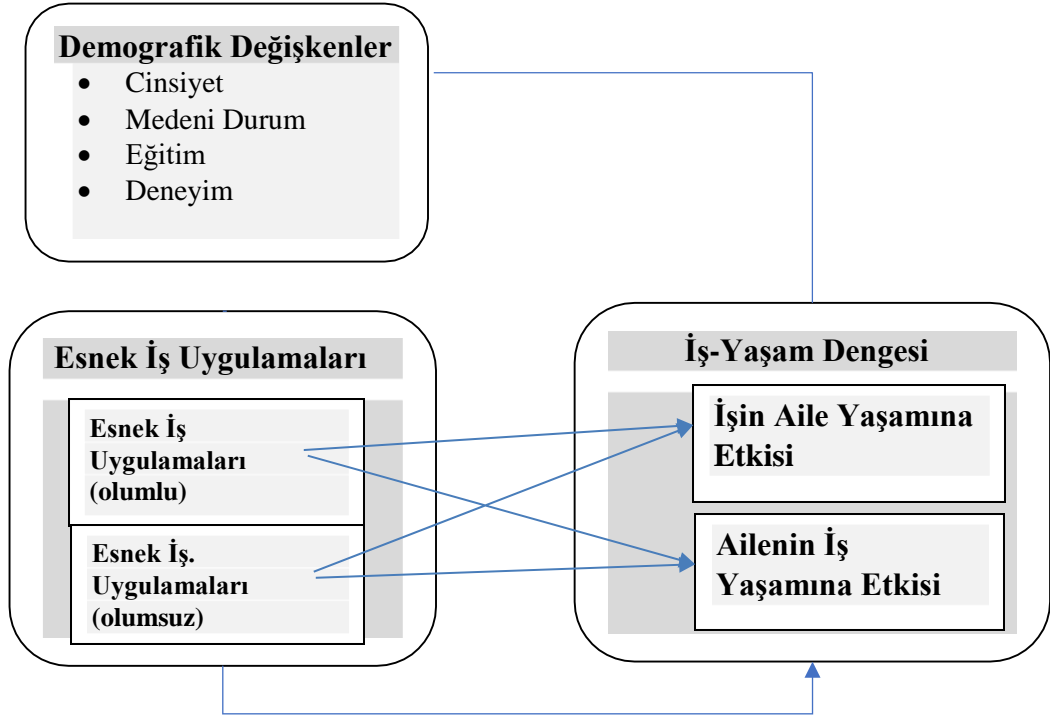 Demografik Değişkenler
• Cinsiyet
• Medeni Durum
• Eğitim
• Deneyim
Esnek İş Uygulamaları
Esnek İş
Uygulamaları
(olumlu)
Esnek İş.
Uygulamaları
(olumsuz)
İş-Yaşam Dengesi
İşin Aile Yaşamına
Etkisi
Ailenin İş
Yaşamına Etkisi